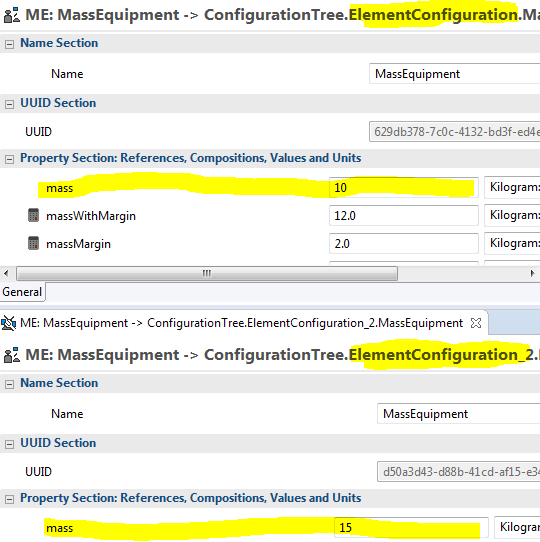 ME: MassEquipment -> ConfigurationTree.ElementConfiguration.Ma
Name Section
Name MassEquipment
UUID Section
UUID 629db378-7c0c-4132-bd3f-ed4e
Property Section: References, Compositions, Values and Units
mass 10 Kilogram:
massWithMargin 12.0 Kilogram:
massMargin 2.0 Kilogram:
General
ME: MassEquipment -> ConfigurationTree.ElementConfiguration_2.MassEquipment
ME: MassEquipment -> ConfigurationTree.ElementConfiguration_2.
Name Section
Name MassEquipment
UUID Section
UUID d50a3d43-d88b-41cd-af15-e34
Property Section: References, Compositions, Values and Units
mass 15 Kilogra